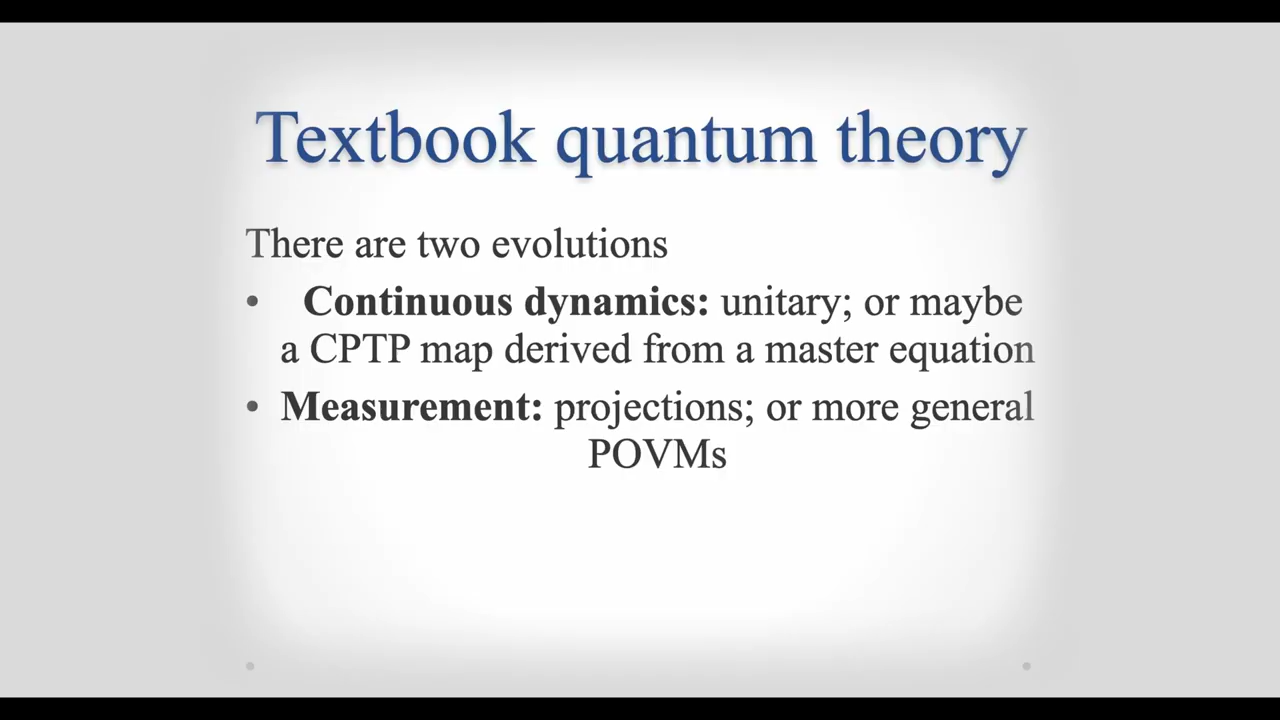 Textbook quantum theory
There are two evolutions
• Continuous dynamics: unitary; or maybe
a CPTP map derived from a master equation
• Measurement: projections; or more general
POVMs